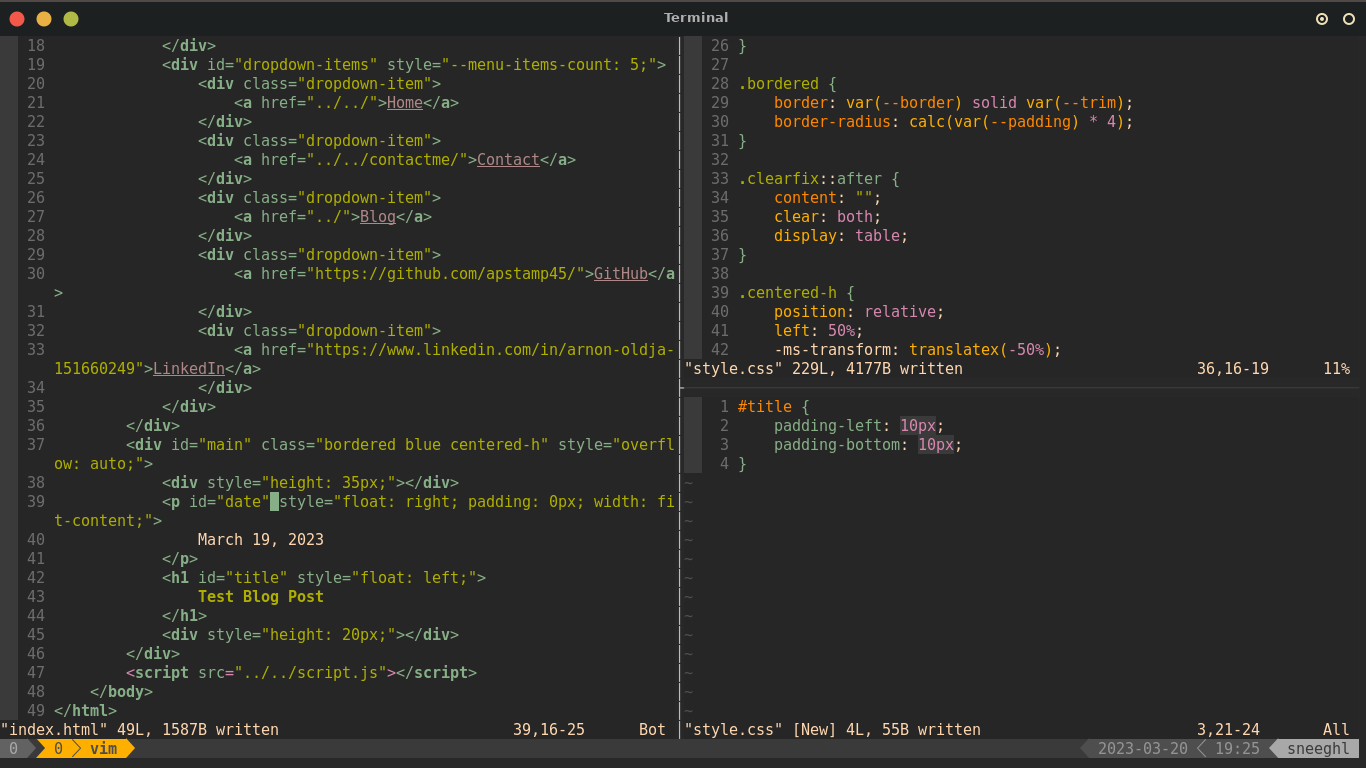 Terminal
18             </div>
19             <div id="dropdown-items" style="--menu-items-count: 5;">
20                 <div class="dropdown-item">
21                     <a href="../../">Home</a>
22                 </div>
23                 <div class="dropdown-item">
24                     <a href="../../contactme/">Contact</a>
25                 </div>
26                 <div class="dropdown-item">
27                     <a href="../">Blog</a>
28                 </div>
29                 <div class="dropdown-item">
30                     <a href="https://github.com/apstamp45/">GitHub</a
>
31                 </div>
32                 <div class="dropdown-item">
33                     <a href="https://www.linkedin.com/in/arnon-oldja-
151660249">LinkedIn</a>
34                 </div>
35             </div>
36         </div>
37         <div id="main" class="bordered blue centered-h" style="overfl
ow: auto;">
38             <div style="height: 35px;"></div>
39             <p id="date" style="float: right; padding: 0px; width: fi
t-content;">
40                 March 19, 2023
41             </p>
42             <h1 id="title" style="float: left;">
43                 Test Blog Post
44             </h1>
45             <div style="height: 20px;"></div>
46         </div>
47         <script src="../../script.js"></script>
48     </body>
49 </html>
"index.html" 49L, 1587B written 39,16-25 Bot
26 }
27
28 .bordered {
29     border: var(--border) solid var(--trim);
30     border-radius: calc(var(--padding) * 4);
31 }
32
33 .clearfix::after {
34     content: "";
35     clear: both;
36     display: table;
37 }
38
39 .centered-h {
40     position: relative;
41     left: 50%;
42     -ms-transform: translatex(-50%);
"style.css" 229L, 4177B written 36,16-19 11%
1 #title {
2     padding-left: 10px;
3     padding-bottom: 10px;
4 }
~
~
~
~
~
~
~
~
~
~
~
~
~
"style.css" [New] 4L, 55B written 3,21-24 All
0 0 vim 2023-03-20 19:25 sneeghl